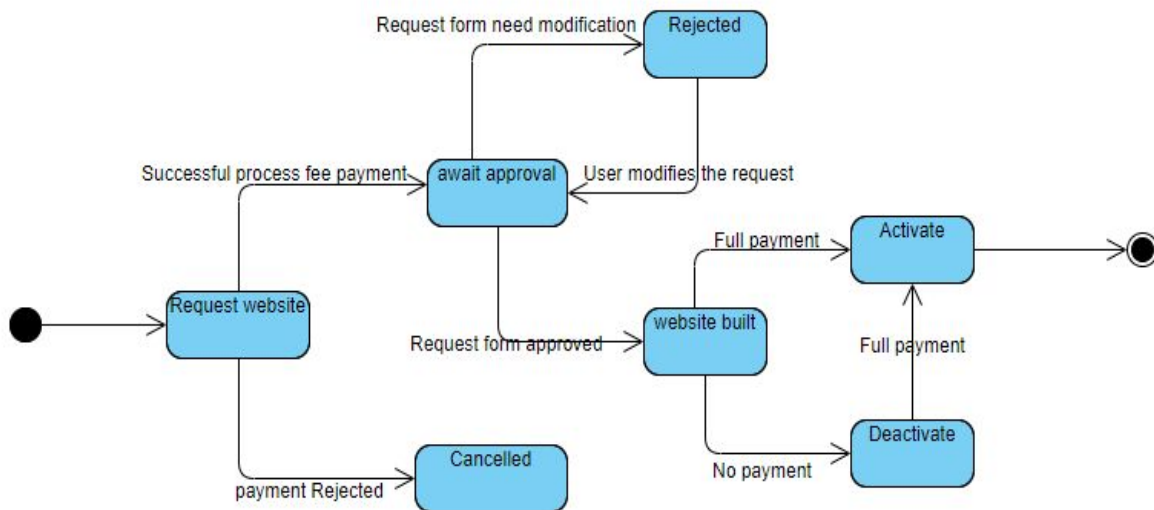 Request form need modification
Rejected
Successful process fee payment
await approval
User modifies the request
Full payment
Activate
Request website
website built
Request form approved
Full payment
Deactivate
Cancelled
No payment
payment Rejected